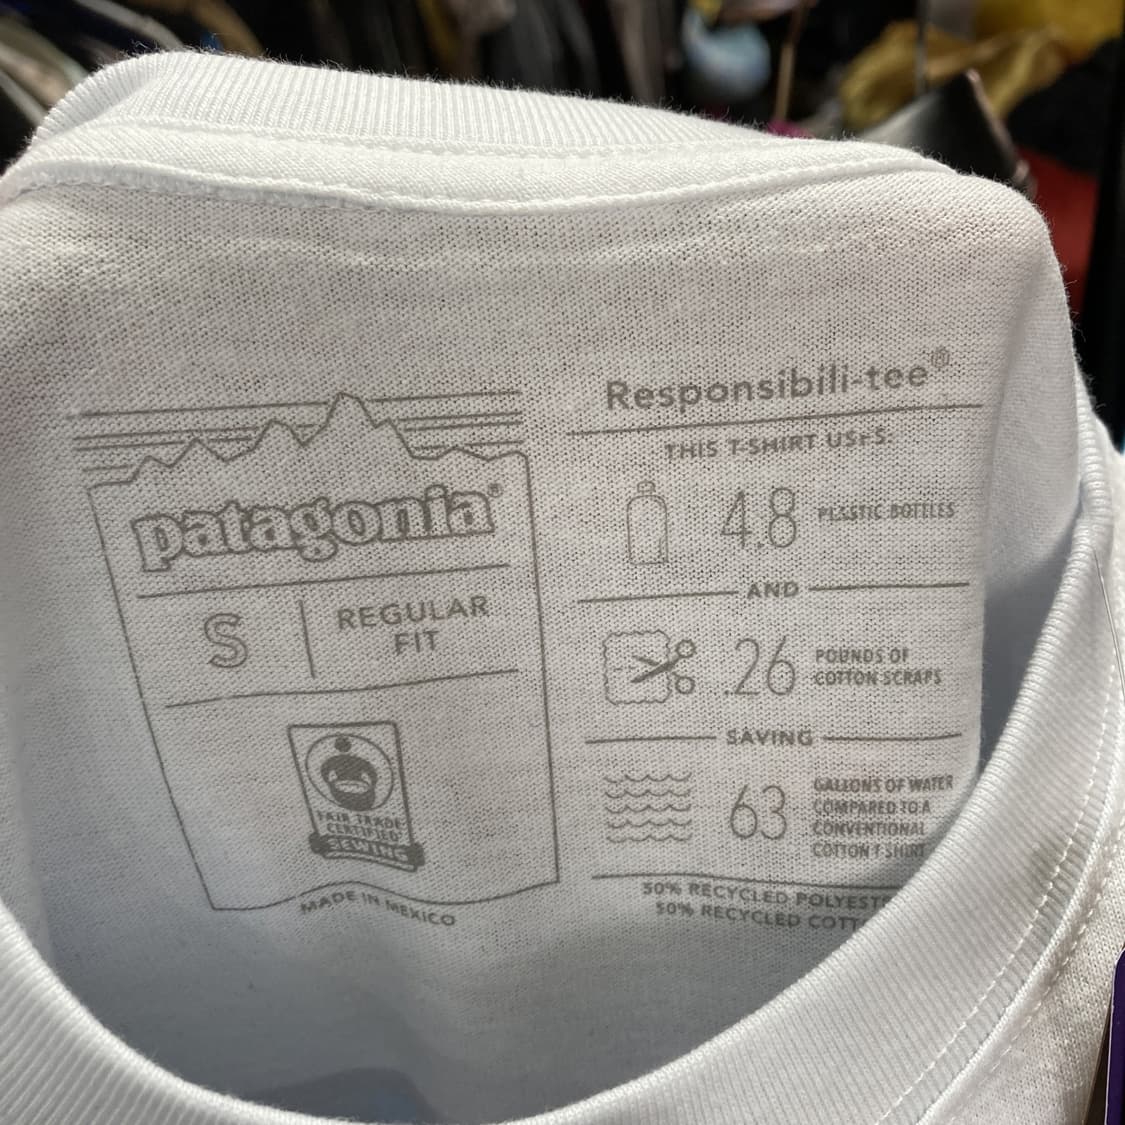 patagonia®
S
REGULAR
FIT
FAIR TRADE
CERTIFIED
SEWING
MADE IN MEXICO
Responsibili-tee®
THIS T-SHIRT USES:
4.8
PLASTIC BOTTLES
AND
.26
POUNDS OF
COTTON SCRAPS
SAVING
63
GALLONS OF WATER
COMPARED TO A
CONVENTIONAL
COTTON T-SHIRT
50% RECYCLED POLYEST
50% RECYCLED COTT